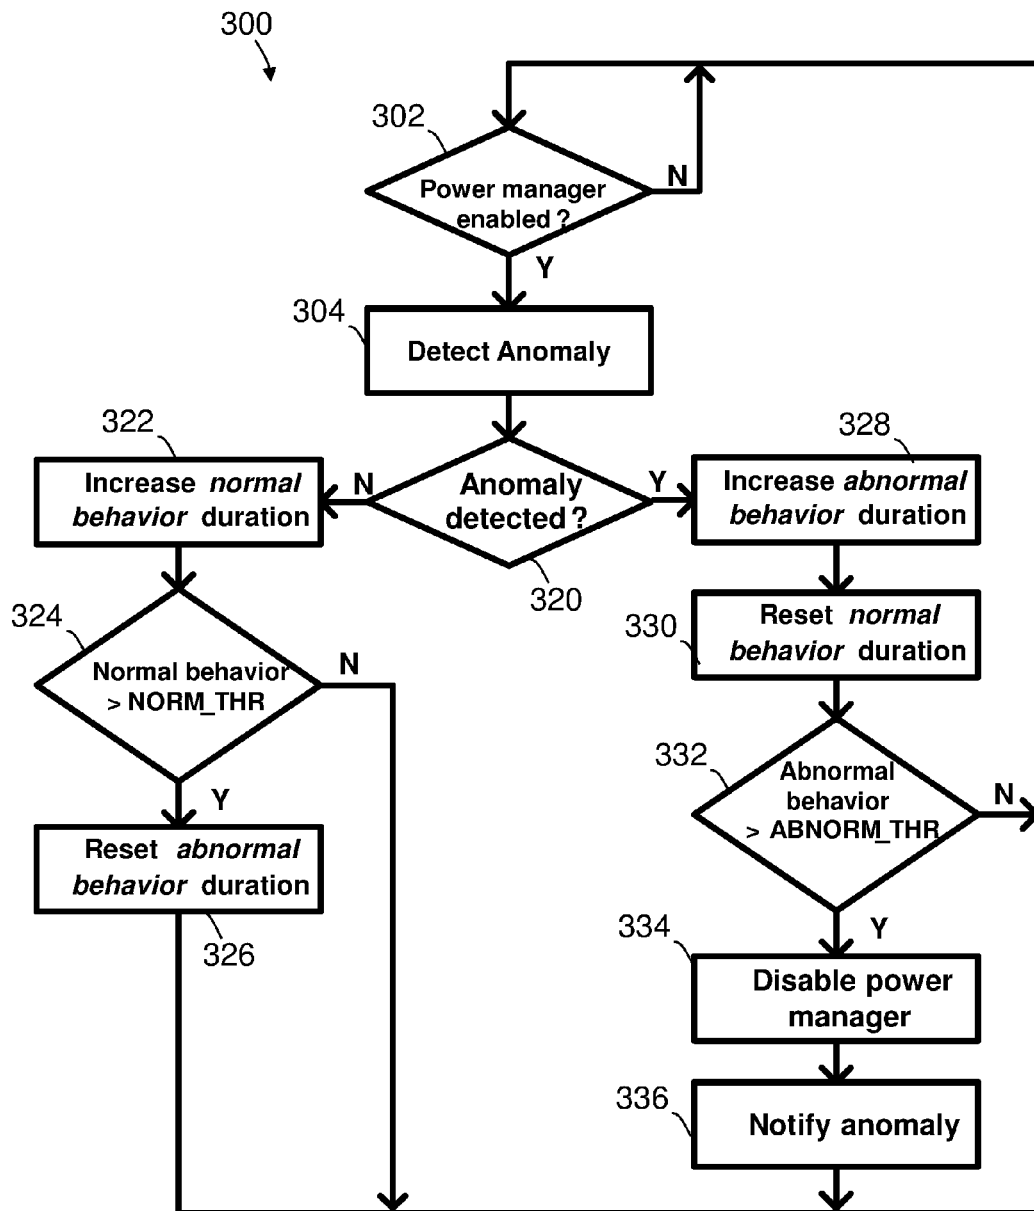 300
302
Power manager
enabled ?
N
Y
304
Detect Anomaly
322
Increase normal
behavior duration
N
Anomaly
detected ?
Y
320
328
Increase abnormal
behavior duration
324
Normal behavior
> NORM_THR
N
Y
330
Reset normal
behavior duration
332
Abnormal
behavior
> ABNORM_THR
N
Y
Reset abnormal
behavior duration
326
334
Disable power
manager
336
Notify anomaly